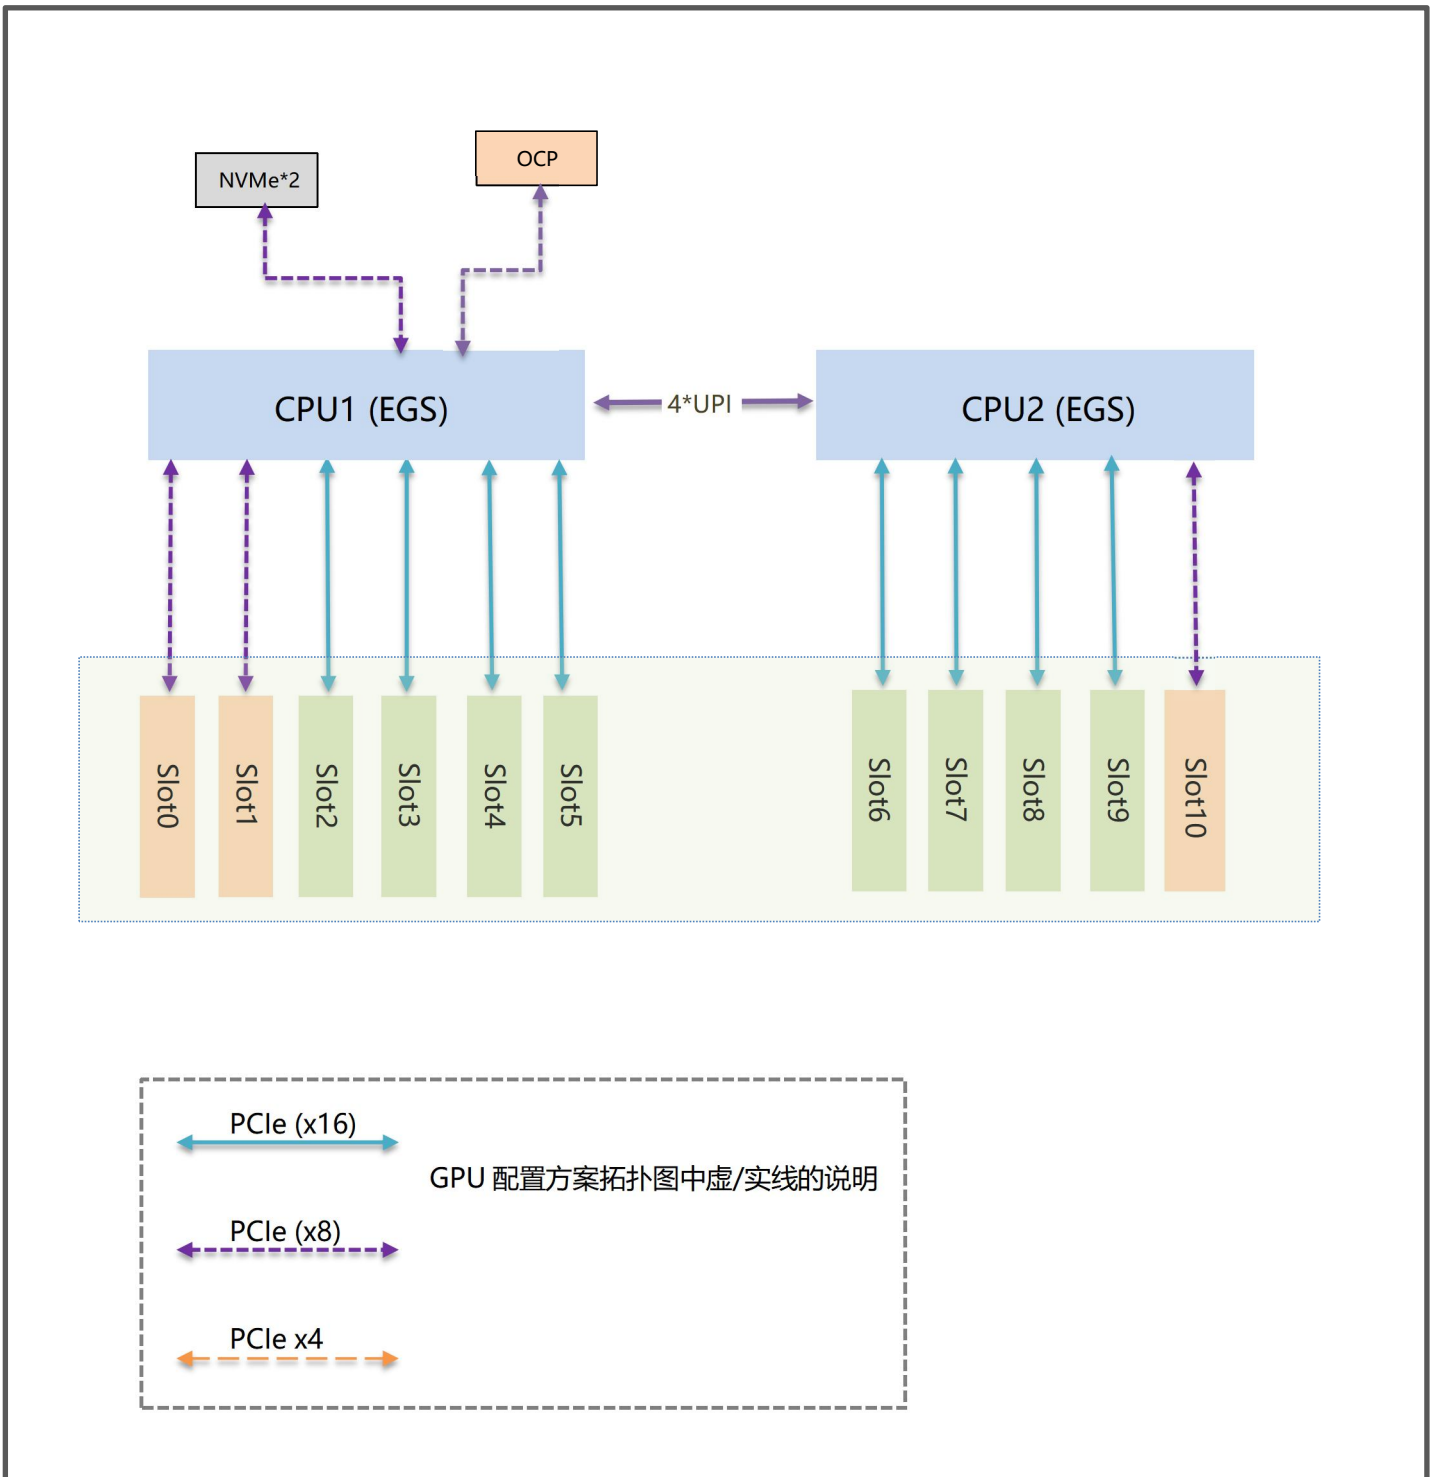 OCP
NVMe*2
CPU1 (EGS)
4*UPI
CPU2 (EGS)
Slot0
Slot1
Slot2
Slot3
Slot4
Slot5
Slot6
Slot7
Slot8
Slot9
Slot10
PCIe (x16)
GPU 配置方案拓扑图中虚/实线的说明
PCIe (x8)
PCIe x4